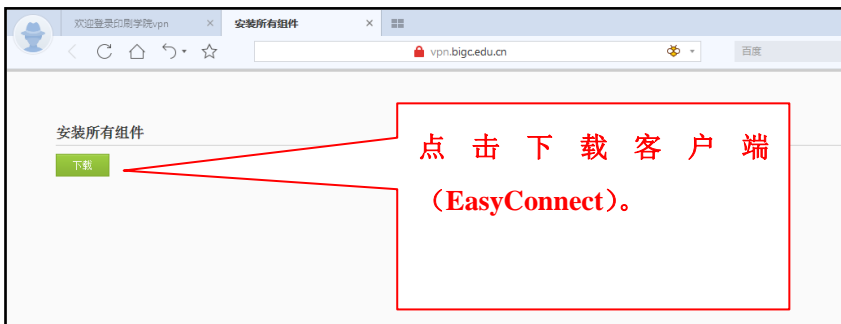 欢迎登录印刷学院vpn
安装所有组件
vpn.bigc.edu.cn
百度
安装所有组件
下载
点击下载客户端
（EasyConnect）。